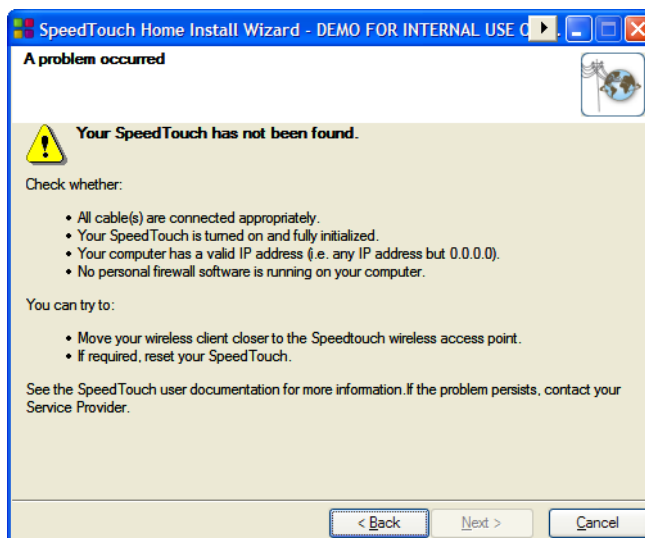 SpeedTouch Home Install Wizard - DEMO FOR INTERNAL USE O
A problem occurred
Your SpeedTouch has not been found.
Check whether:
• All cable(s) are connected appropriately.
• Your SpeedTouch is turned on and fully initialized.
• Your computer has a valid IP address (i.e. any IP address but 0.0.0.0).
• No personal firewall software is running on your computer.
You can try to:
• Move your wireless client closer to the Speedtouch wireless access point.
• If required, reset your SpeedTouch.
See the SpeedTouch user documentation for more information.If the problem persists, contact your
Service Provider.
< Back Next > Cancel